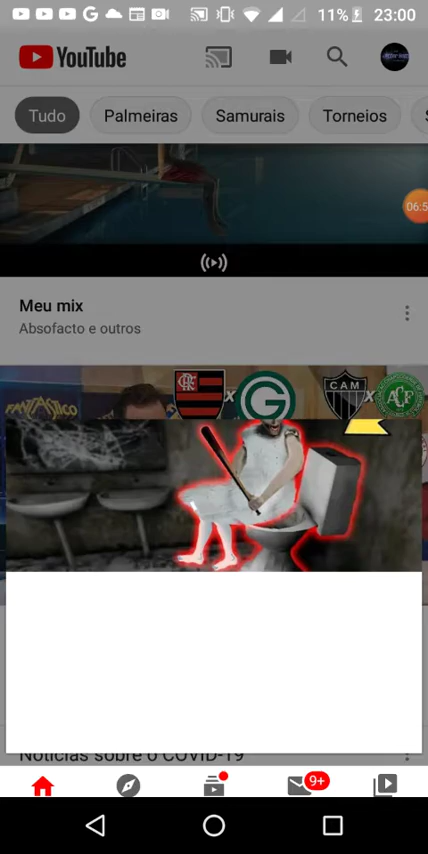 11% 23:00
YouTube
Tudo Palmeiras Samurais Torneios
06:5
Meu mix
Absofacto e outros
FANTÁSTICO
X
CAM X
Notícias sobre o COVID-19
9+